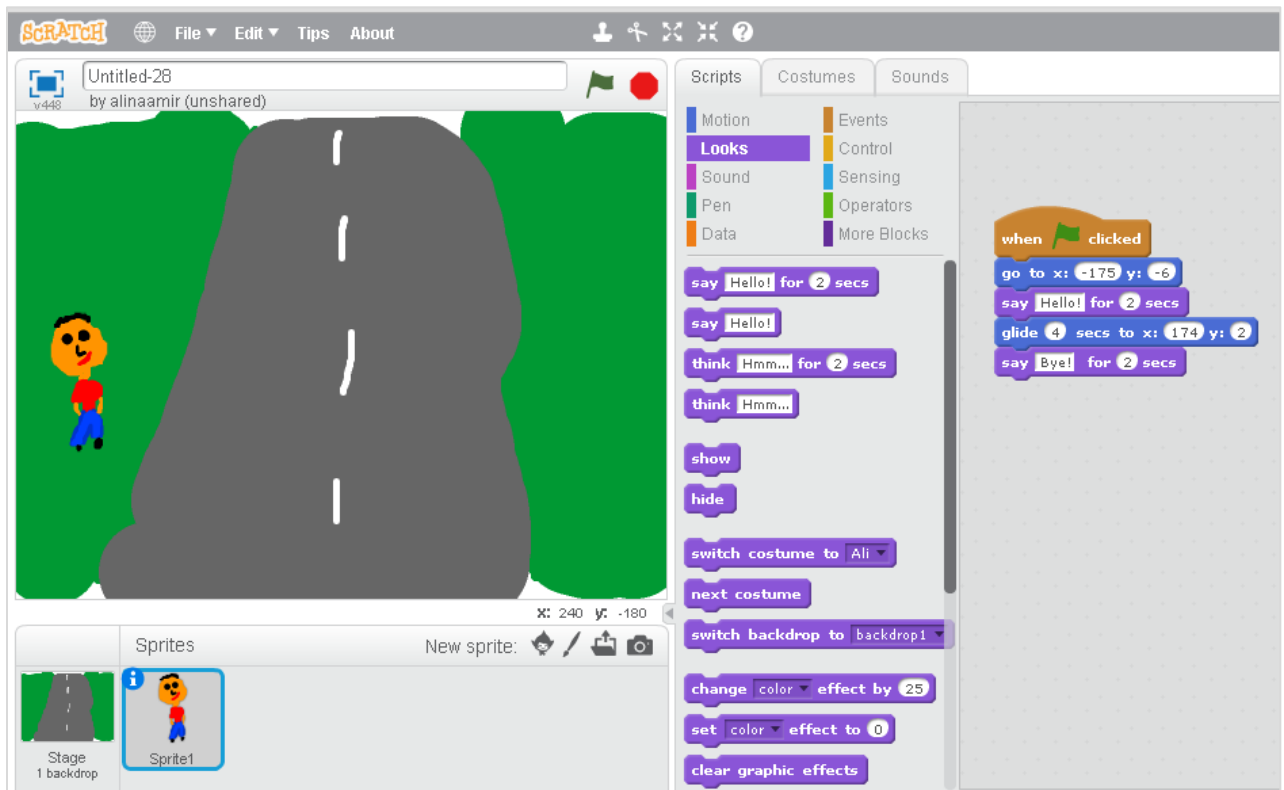 SCRATCH File Edit Tips About
Untitled-28
v448 by alinaamir (unshared)
X: 240 y: -180
Sprites New sprite:
Stage
1 backdrop
Sprite1
Scripts Costumes Sounds
Motion Events
Looks Control
Sound Sensing
Pen Operators
Data More Blocks
say Hello! for 2 secs
say Hello!
think Hmm... for 2 secs
think Hmm...
show
hide
switch costume to Ali
next costume
switch backdrop to backdrop1
change color effect by 25
set color effect to 0
clear graphic effects
when clicked
go to x: -175 y: -6
say Hello! for 2 secs
glide 4 secs to x: 174 y: 2
say Bye! for 2 secs